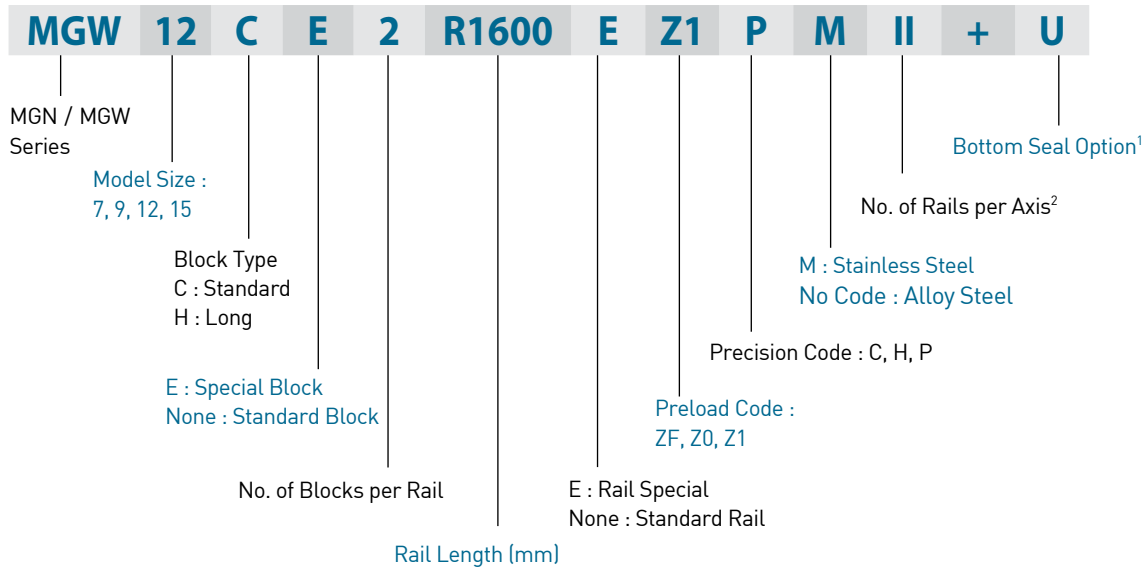 MGW 12 C E 2 R1600 E Z1 P M II + U
MGN / MGW
Series
Bottom Seal Option1
Model Size :
7, 9, 12, 15
No. of Rails per Axis2
Block Type
C : Standard
H : Long
M : Stainless Steel
No Code : Alloy Steel
Precision Code : C, H, P
E : Special Block
None : Standard Block
Preload Code :
ZF, Z0, Z1
No. of Blocks per Rail
E : Rail Special
None : Standard Rail
Rail Length (mm)